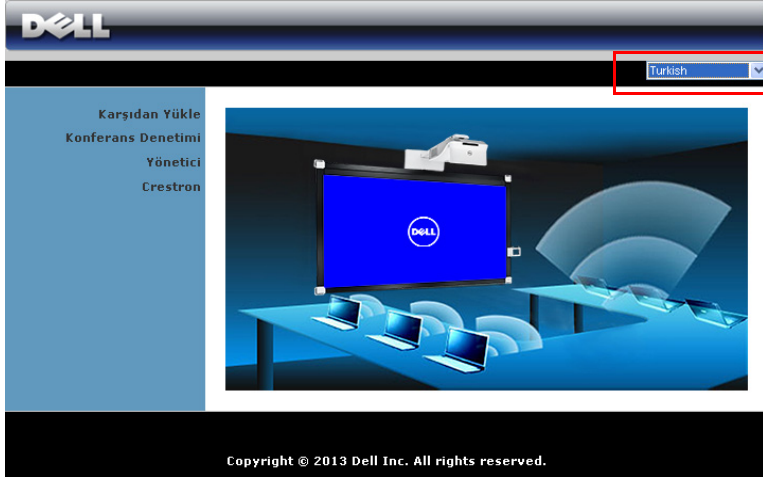 DELL
Turkish
Karşıdan Yükle
Konferans Denetimi
Yönetici
Crestron
DELL
Copyright © 2013 Dell Inc. All rights reserved.